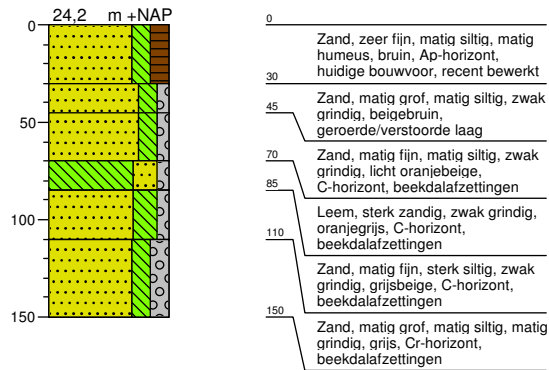 24,2 m +NAP
0
50
100
150
0
Zand, zeer fijn, matig siltig, matig
humeus, bruin, Ap-horizont,
huidige bouwvoor, recent bewerkt
30
Zand, matig grof, matig siltig, zwak
grindig, beigebruin,
geroerde/verstoorde laag
45
Zand, matig fijn, matig siltig, zwak
grindig, licht oranjebeige,
C-horizont, beekdalafzettingen
70
Leem, sterk zandig, zwak grindig,
oranjegrijs, C-horizont,
beekdalafzettingen
85
Zand, matig fijn, sterk siltig, zwak
grindig, grijsbeige, C-horizont,
beekdalafzettingen
110
Zand, matig grof, matig siltig, matig
grindig, grijs, Cr-horizont,
beekdalafzettingen
150